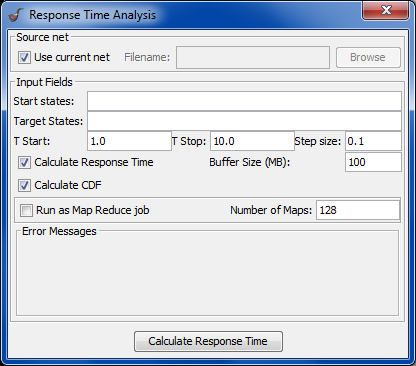 Response Time Analysis
Source net
Use current net Filename: Browse
Input Fields
Start states:
Target States:
T Start: 1.0 T Stop: 10.0 Step size: 0.1
Calculate Response Time Buffer Size (MB): 100
Calculate CDF
Run as Map Reduce job Number of Maps: 128
Error Messages
Calculate Response Time